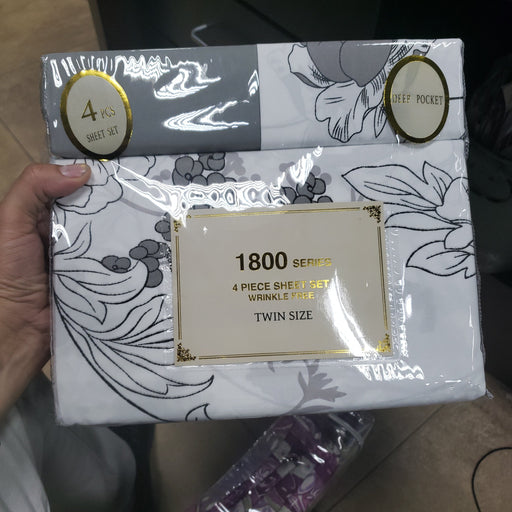 4 PCS
SHEET SET
DEEP POCKET
1800 SERIES
4 PIECE SHEET SET
WRINKLE FREE
TWIN SIZE